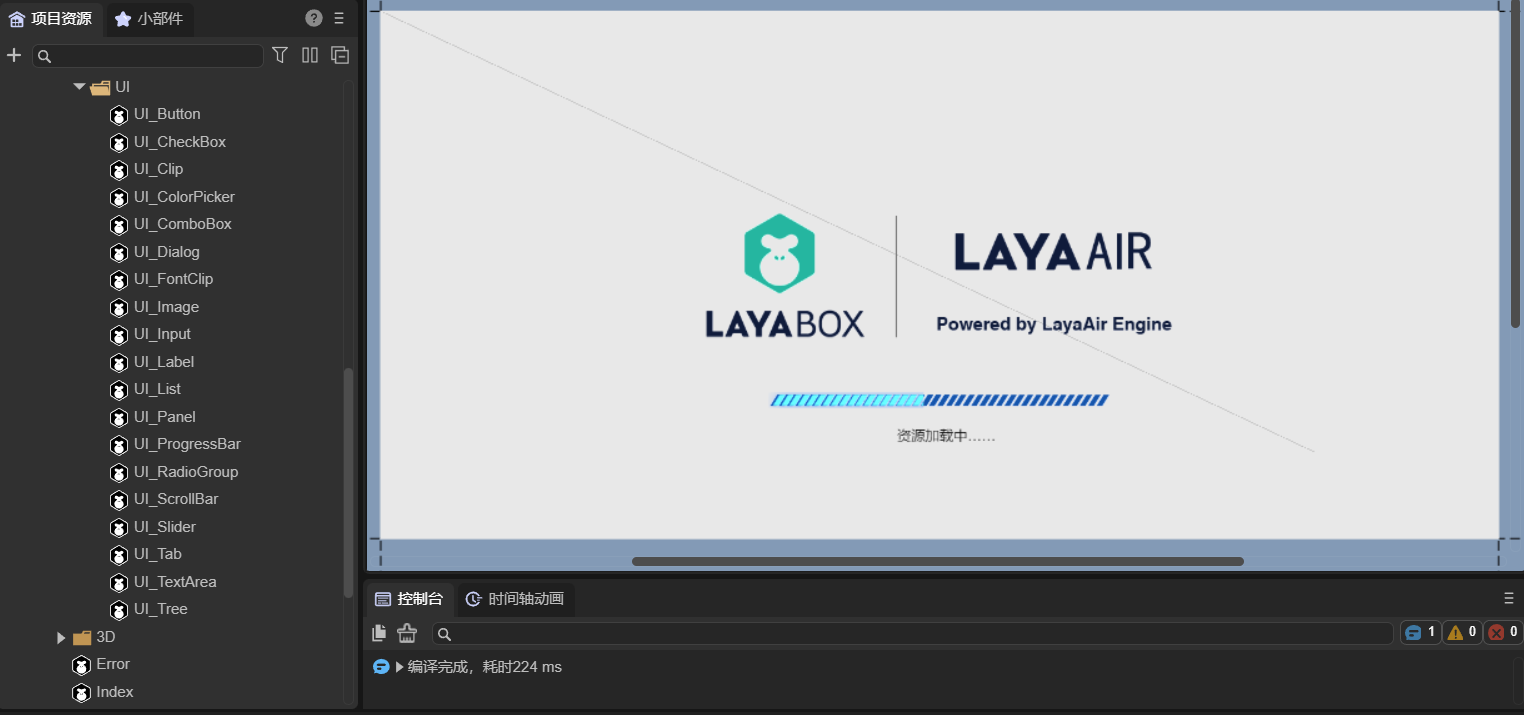 项目资源
小部件
UI
UI_Button
UI_CheckBox
UI_Clip
UI_ColorPicker
UI_ComboBox
UI_Dialog
UI_FontClip
UI_Image
UI_Input
UI_Label
UI_List
UI_Panel
UI_ProgressBar
UI_RadioGroup
UI_ScrollBar
UI_Slider
UI_Tab
UI_TextArea
UI_Tree
3D
Error
Index
LAYABOX
LAYAAIR
Powered by LayaAir Engine
资源加载中......
控制台
时间轴动画
1
0
0
编译完成，耗时224 ms